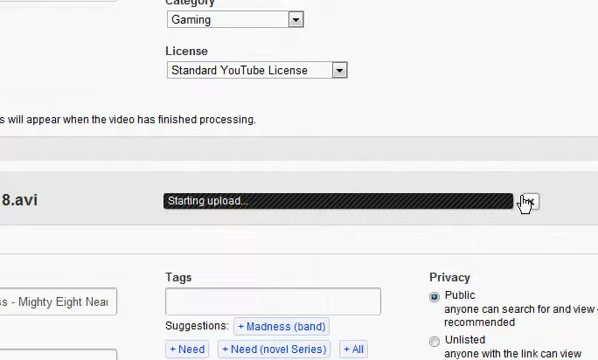 Category
Gaming
License
Standard YouTube License
s will appear when the video has finished processing.
8.avi
Starting upload...
Tags
Privacy
ss - Mighty Eight Near
Public
anyone can search for and view -
recommended
Suggestions: + Madness (band)
Unlisted
+ Need + Need (novel Series) + All
anyone with the link can view